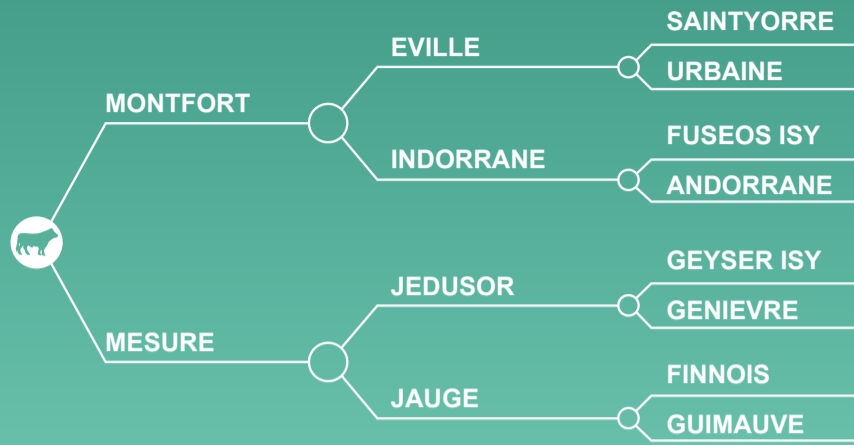 SAINTYORRE
EVILLE
URBAINE
MONTFORT
FUSEOS ISY
INDORRANE
ANDORRANE
GEYSER ISY
JEDUSOR
GENIEVRE
MESURE
FINNOIS
JAUGE
GUIMAUVE